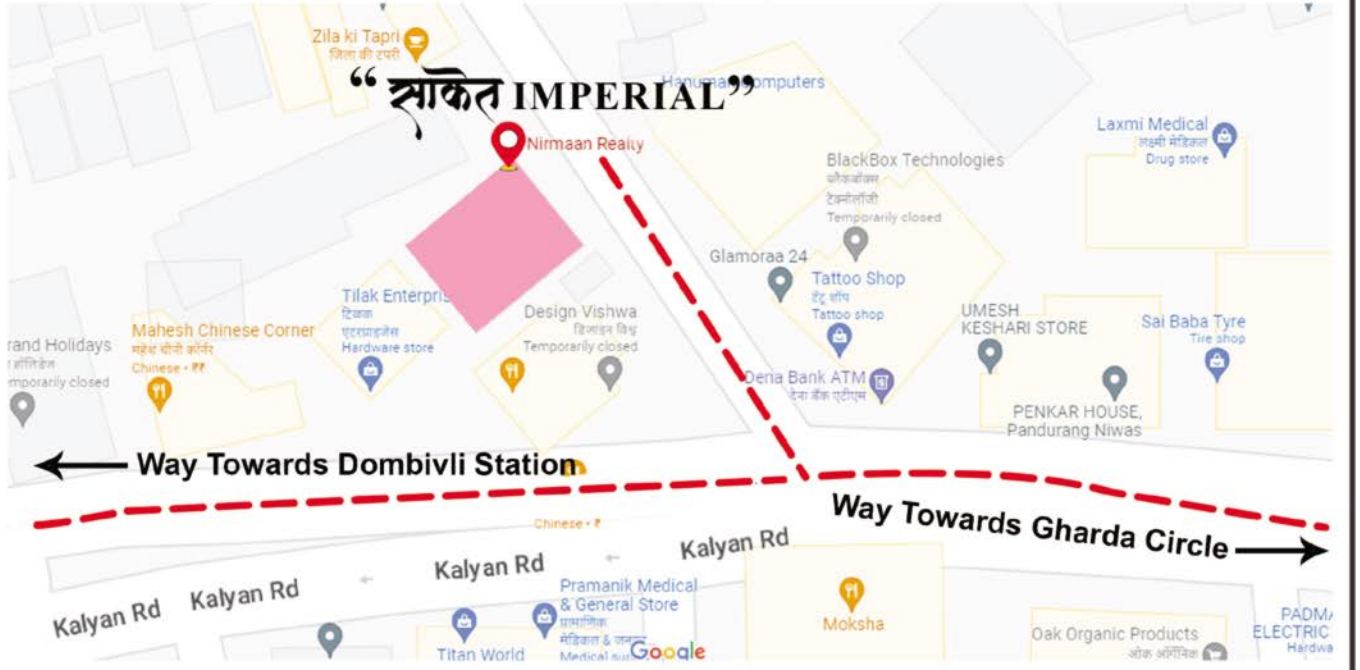 Zila ki Tapri
जिला की टपरी
“ साकेत IMPERIAL”
Computers
Nirmaan Realty
Laxmi Medical
लक्ष्मी मेडिकल
Drug store
BlackBox Technologies
ब्लैकबॉक्स
टेक्नोलॉजी
Temporarily closed
Glamoraa 24
Tattoo Shop
टॅटू शॉप
Tattoo shop
Tilak
टिळक
एंटरप्राइजेस
Hardware store
Design Vishwa
डिजाइन विश्व
Temporarily closed
UMESH
KESHARI STORE
Sai Baba Tyre
Tire shop
Mahesh Chinese Corner
महेश चीनी कॉर्नर
Chinese • ₹₹
rand Holidays
हॉलिडेज
mporarily closed
Dena Bank ATM
देना बँक एटीएम
PENKAR HOUSE,
Pandurang Niwas
Way Towards Dombivli Station
Way Towards Gharda Circle
Chinese • ₹
Kalyan Rd
Kalyan Rd
Kalyan Rd
Kalyan Rd
Pramanik Medical
& General Store
प्रामाणिक
मेडिकल &
Medical
Titan World
Google
Moksha
Oak Organic Products
ओक ऑर्गेनिक
PADMA
ELECTRIC
Hardwa